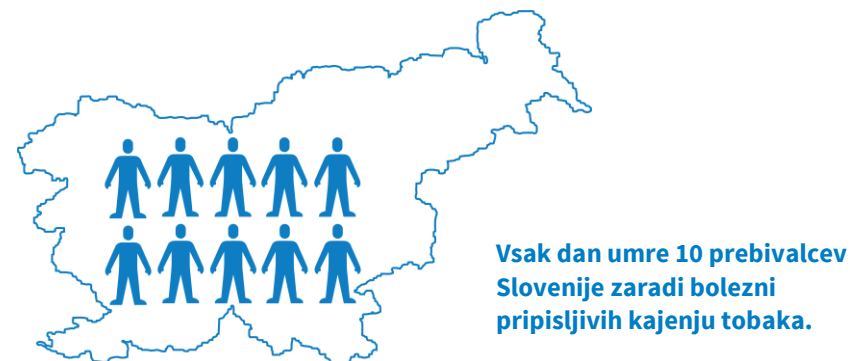 Vsak dan umre 10 prebivalcev
Slovenije zaradi bolezni
pripisljivih kajenju tobaka.